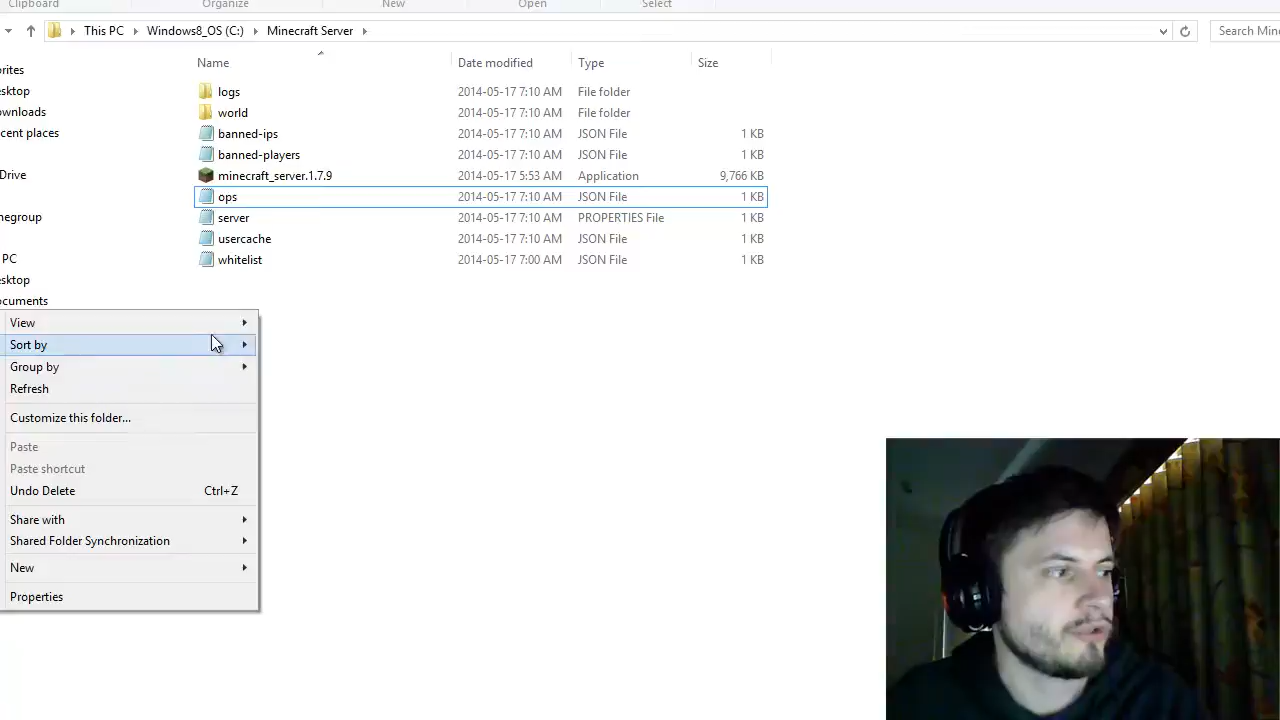 Clipboard Organize New Open Select
This PC Windows8_OS (C:) Minecraft Server Search Mine
Name Date modified Type Size
orites
esktop
ownloads
cent places
Drive
megroup
PC
esktop
ocuments
logs 2014-05-17 7:10 AM File folder
world 2014-05-17 7:10 AM File folder
banned-ips 2014-05-17 7:10 AM JSON File 1 KB
banned-players 2014-05-17 7:10 AM JSON File 1 KB
minecraft_server.1.7.9 2014-05-17 5:53 AM Application 9,766 KB
ops 2014-05-17 7:10 AM JSON File 1 KB
server 2014-05-17 7:10 AM PROPERTIES File 1 KB
usercache 2014-05-17 7:10 AM JSON File 1 KB
whitelist 2014-05-17 7:00 AM JSON File 1 KB
View
Sort by
Group by
Refresh
Customize this folder...
Paste
Paste shortcut
Undo Delete Ctrl+Z
Share with
Shared Folder Synchronization
New
Properties